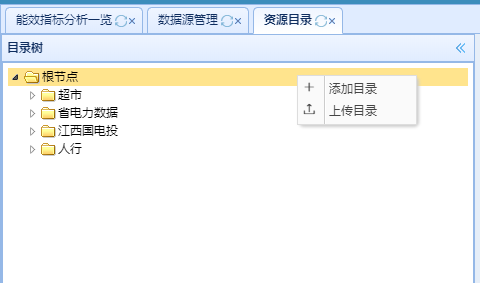 能效指标分析一览 数据源管理 资源目录
目录树
根节点
添加目录
超市
上传目录
省电力数据
江西国电投
人行